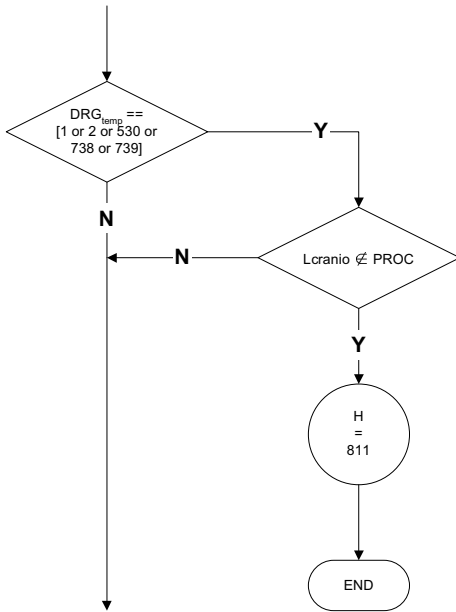 DRGtemp ==
[1 or 2 or 530 or
738 or 739]
Y
N
N
Lcranio ∉ PROC
Y
H
=
811
END